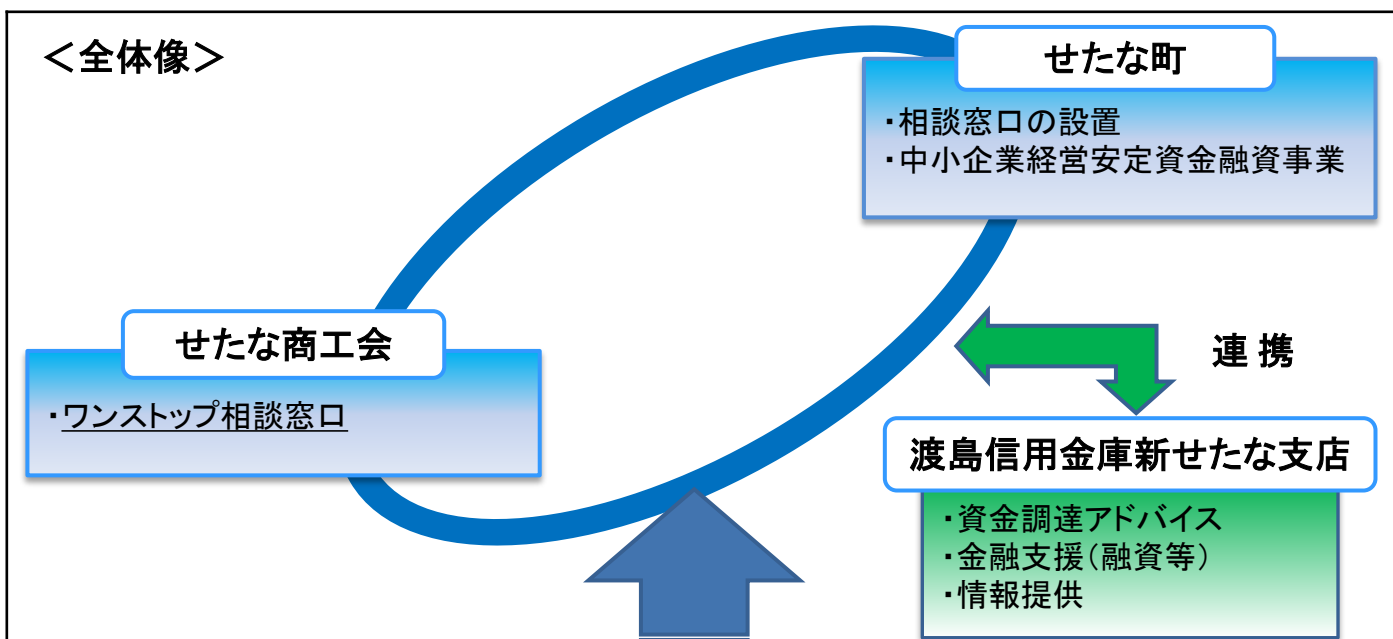 ＜全体像＞
せたな町
・相談窓口の設置
・中小企業経営安定資金融資事業
せたな商工会
・ワンストップ相談窓口
連 携
渡島信用金庫新せたな支店
・資金調達アドバイス
・金融支援（融資等）
・情報提供